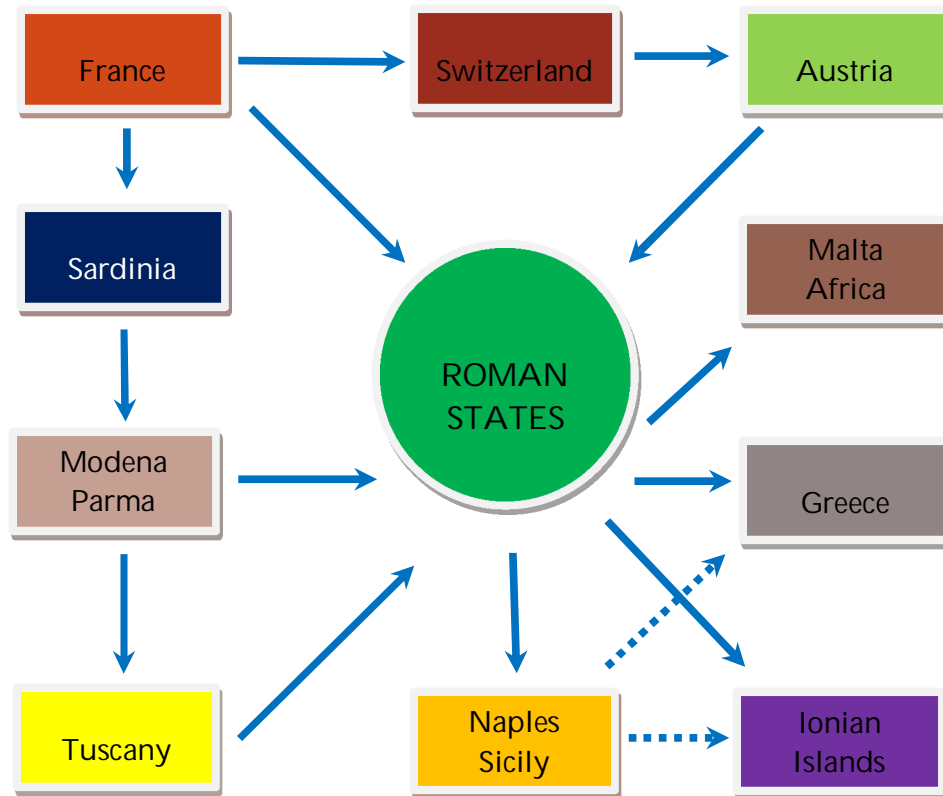 France
Switzerland
Austria
Sardinia
Malta
Africa
ROMAN
STATES
Modena
Parma
Greece
Tuscany
Naples
Sicily
Ionian
Islands